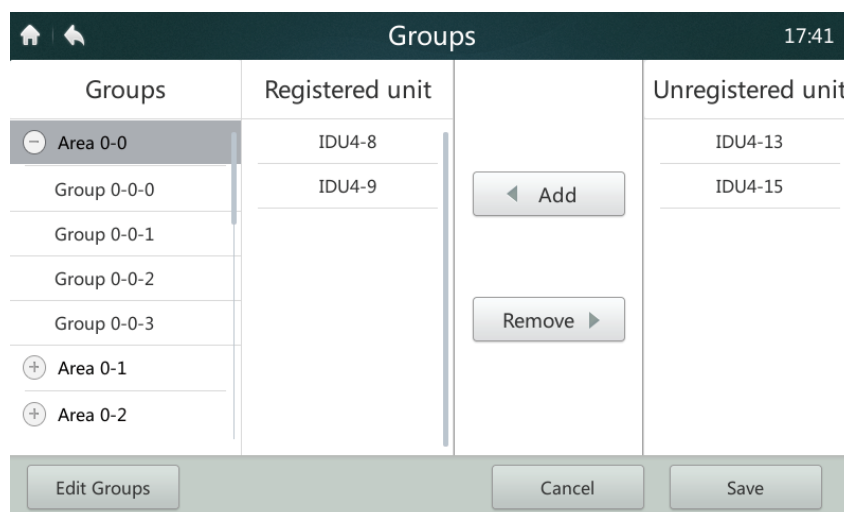 Groups
17:41
Groups
Area 0-0
Group 0-0-0
Group 0-0-1
Group 0-0-2
Group 0-0-3
Area 0-1
Area 0-2
Registered unit
IDU4-8
IDU4-9
Add
Remove
Unregistered unit
IDU4-13
IDU4-15
Edit Groups
Cancel
Save